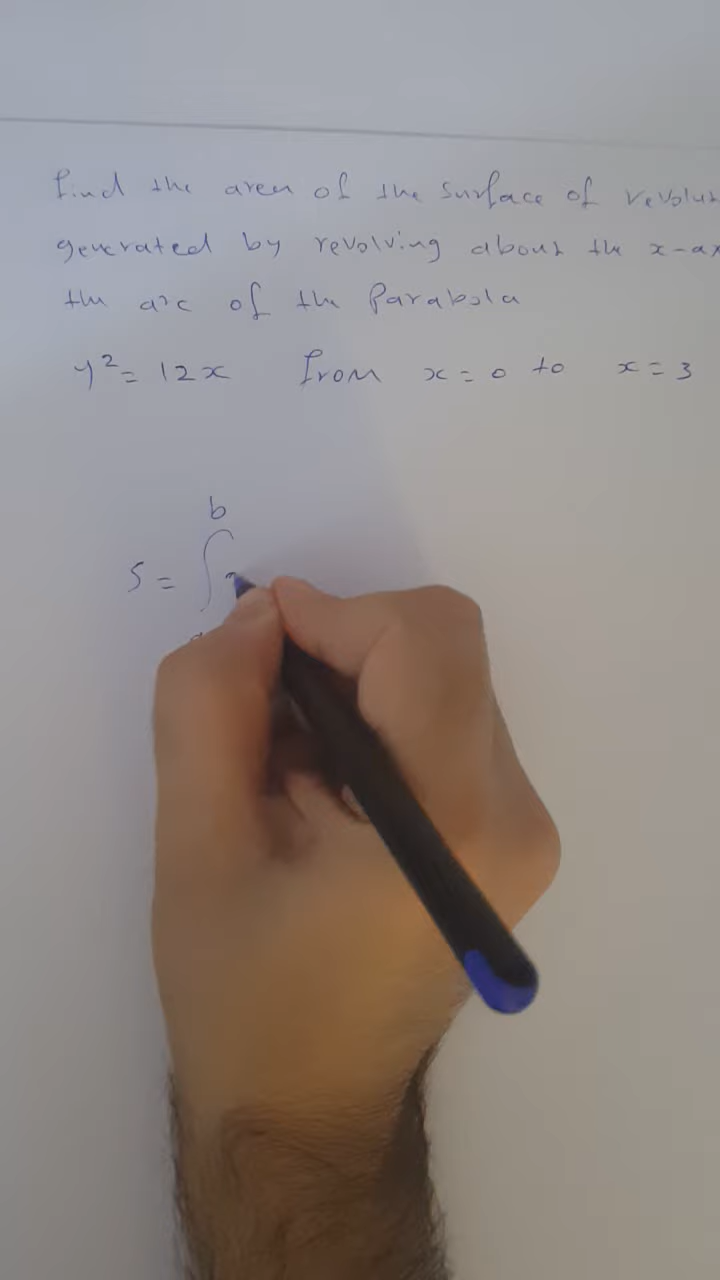 find the area of the surface of revolut
generated by revolving about the x-ax
the arc of the Parabola
y² = 12x from x = 0 to x = 3
b
S = ∫
a